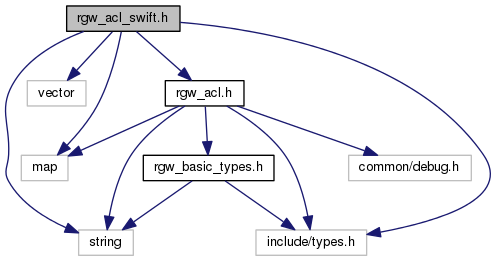 rgw_acl_swift.h
vector
rgw_acl.h
map
rgw_basic_types.h
common/debug.h
string
include/types.h